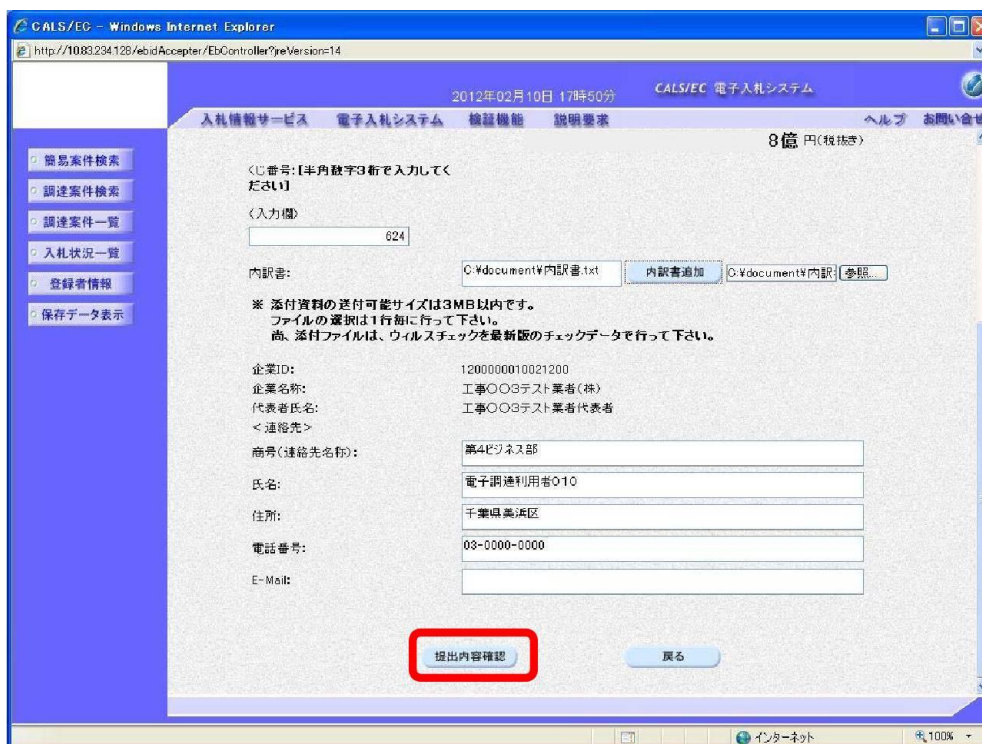 CALS/EC - Windows Internet Explorer
http://10.83.234.128/ebidAccepter/EbController?jreVersion=14
2012年02月10日 17時50分
CALS/EC 電子入札システム
入札情報サービス 電子入札システム 検証機能 説明要求 ヘルプ お問い合せ
簡易案件検索
調達案件検索
調達案件一覧
入札状況一覧
登録者情報
保存データ表示
8億 円(税抜き)
くじ番号:[半角数字3桁で入力してく
ださい]
〈入力欄〉
624
内訳書: C:¥document¥内訳書.txt 内訳書追加 C:¥document¥内訳 参照...
※ 添付資料の送付可能サイズは3MB以内です。
ファイルの選択は1行毎に行って下さい。
尚、添付ファイルは、ウィルスチェックを最新版のチェックデータで行って下さい。
企業ID: 1200000010021200
企業名称: 工事〇〇3テスト業者(株)
代表者氏名: 工事〇〇3テスト業者代表者
<連絡先>
商号(連絡先名称): 第4ビジネス部
氏名: 電子調達利用者010
住所: 千葉県美浜区
電話番号: 03-0000-0000
E-Mail:
提出内容確認 戻る
インターネット 100%